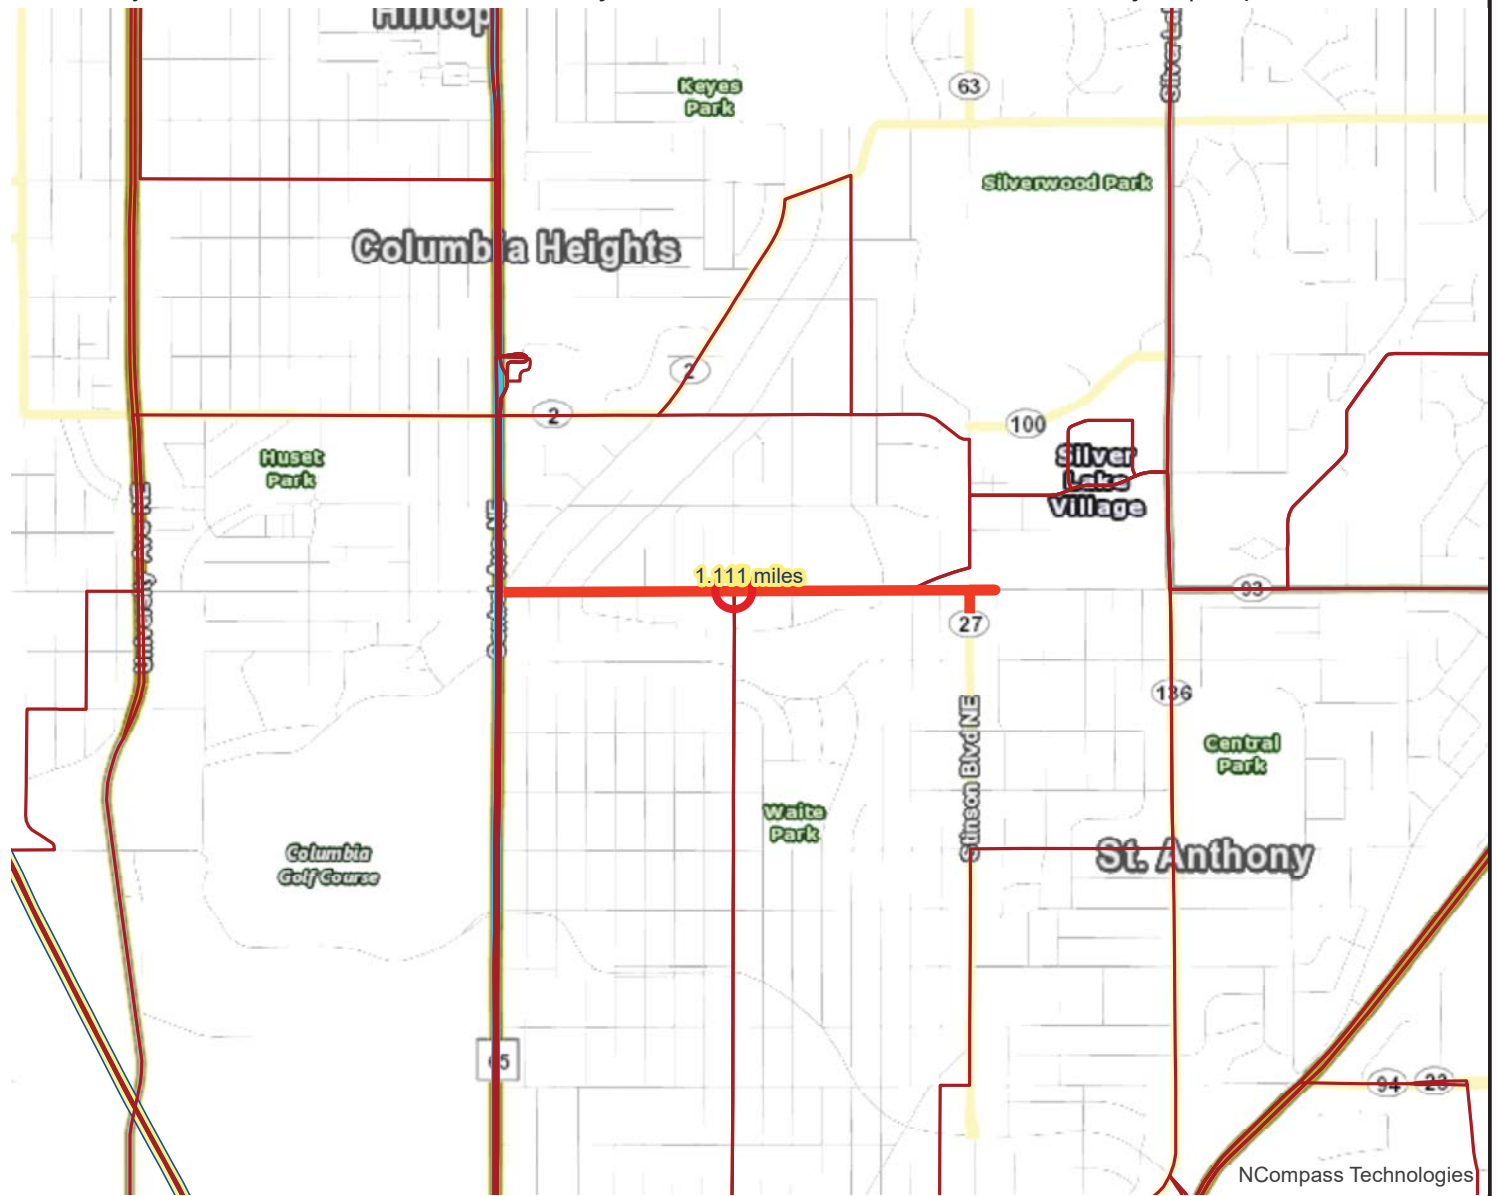 Hilltop
Keyes
Park
63
Silverwood Park
Columbia Heights
2
2
100
Huset
Park
Silver
Lake
Village
1.111 miles
93
27
136
Stinson Blvd NE
Central
Park
Waite
Park
St. Anthony
Columbia
Golf Course
65
94
23
NCompass Technologies